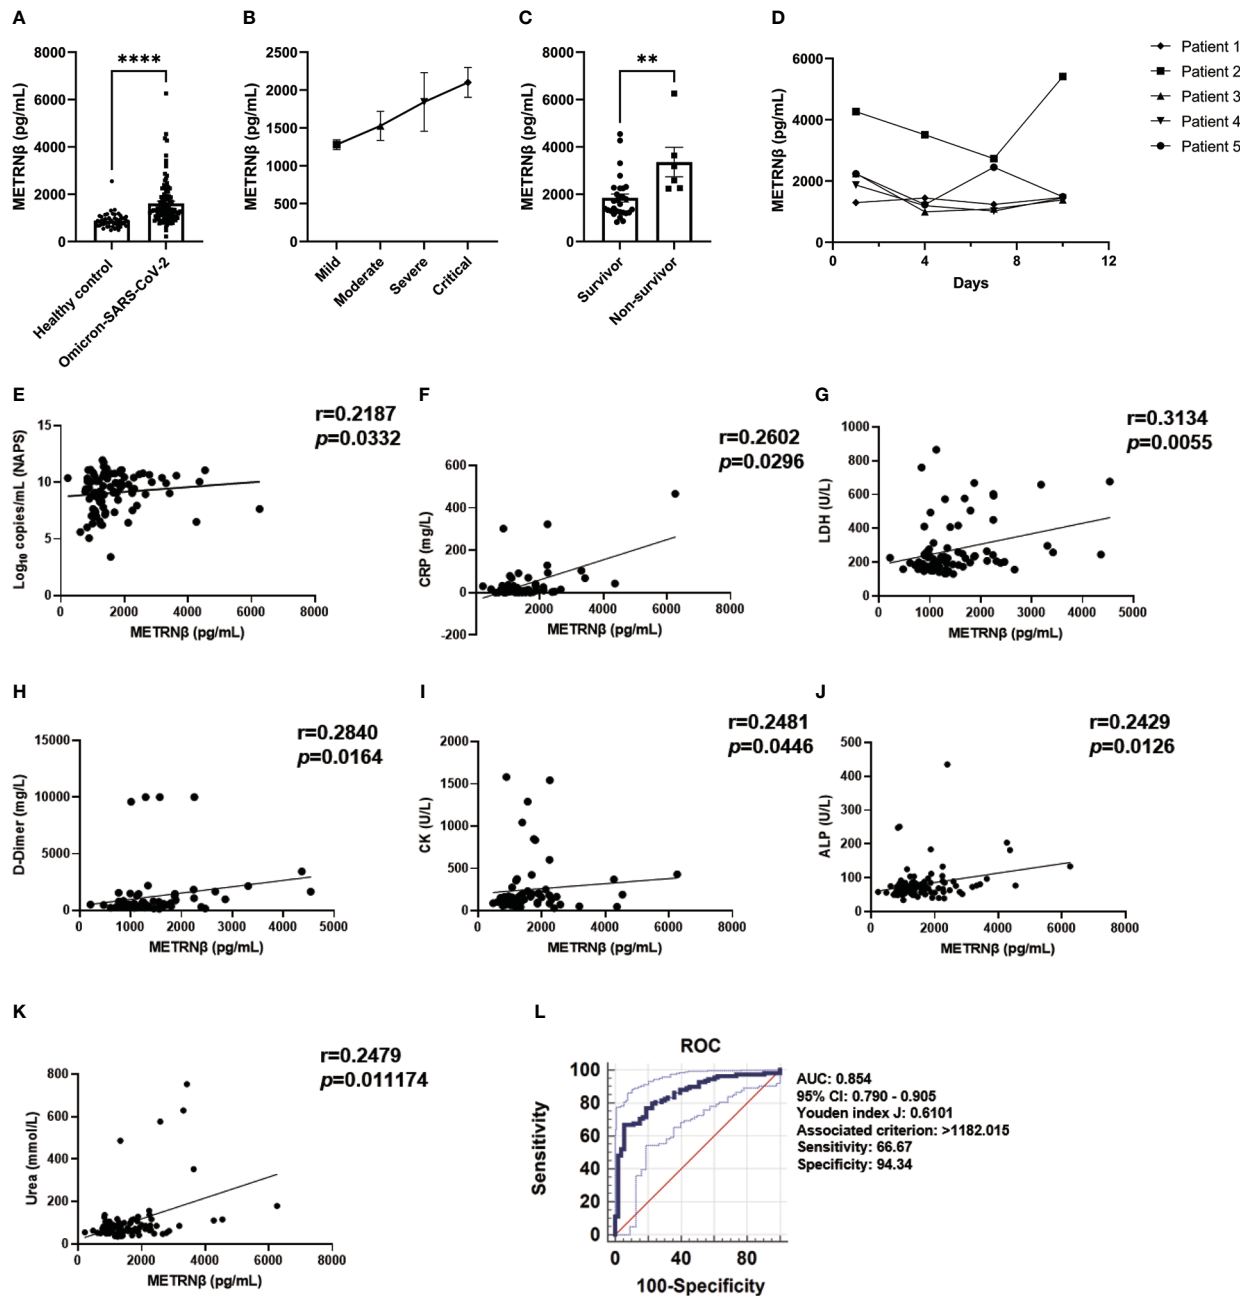 A
B
C
D
METRNβ (pg/mL)
8000
6000
4000
2000
0
****
Healthy control
Omicron-SARS-CoV-2
METRNβ (pg/mL)
2500
2000
1500
1000
500
0
Mild
Moderate
Severe
Critical
METRNβ (pg/mL)
8000
6000
4000
2000
0
**
Survivor
Non-survivor
METRNβ (pg/mL)
6000
4000
2000
0
0 4 8 12
Days
Patient 1
Patient 2
Patient 3
Patient 4
Patient 5
E
r=0.2187
p=0.0332
Log₁₀ copies/mL (NAPS)
15
10
5
0
0 2000 4000 6000 8000
METRNβ (pg/mL)
F
r=0.2602
p=0.0296
CRP (mg/L)
600
400
200
0
-200
2000 4000 6000 8000
METRNβ (pg/mL)
G
r=0.3134
p=0.0055
LDH (U/L)
1000
800
600
400
200
0
0 1000 2000 3000 4000 5000
METRNβ (pg/mL)
H
r=0.2840
p=0.0164
D-Dimer (mg/L)
15000
10000
5000
0
0 1000 2000 3000 4000 5000
METRNβ (pg/mL)
I
r=0.2481
p=0.0446
CK (U/L)
2000
1500
1000
500
0
0 2000 4000 6000 8000
METRNβ (pg/mL)
J
r=0.2429
p=0.0126
ALP (U/L)
500
400
300
200
100
0
0 2000 4000 6000 8000
METRNβ (pg/mL)
K
r=0.2479
p=0.011174
Urea (mmol/L)
800
600
400
200
0
0 2000 4000 6000 8000
METRNβ (pg/mL)
L
ROC
Sensitivity
100
80
60
40
20
0
0 40 80
100-Specificity
AUC: 0.854
95% CI: 0.790 - 0.905
Youden index J: 0.6101
Associated criterion: >1182.015
Sensitivity: 66.67
Specificity: 94.34